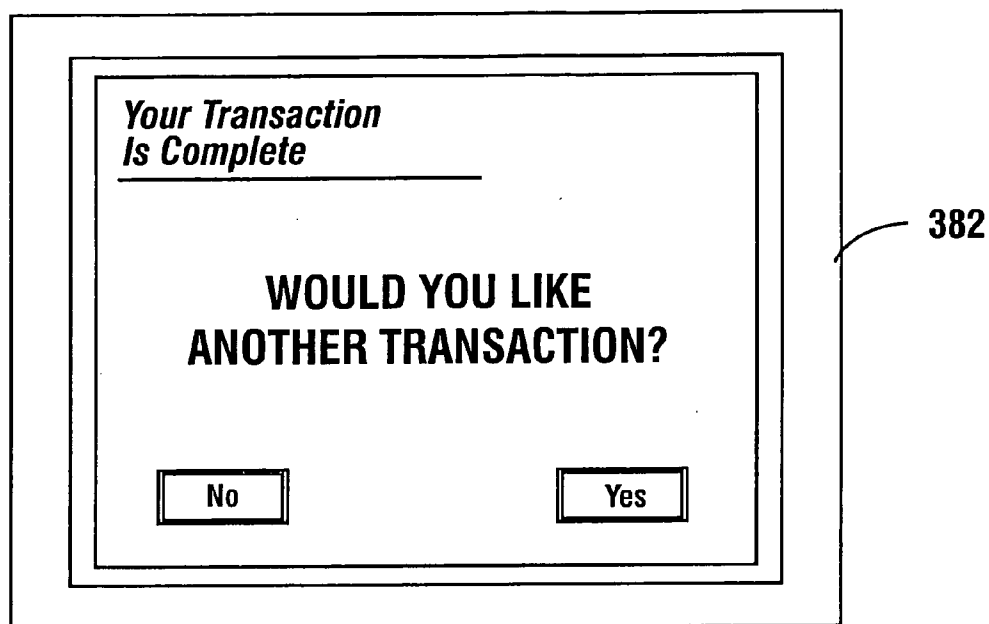 Your Transaction
Is Complete
382
WOULD YOU LIKE
ANOTHER TRANSACTION?
No
Yes